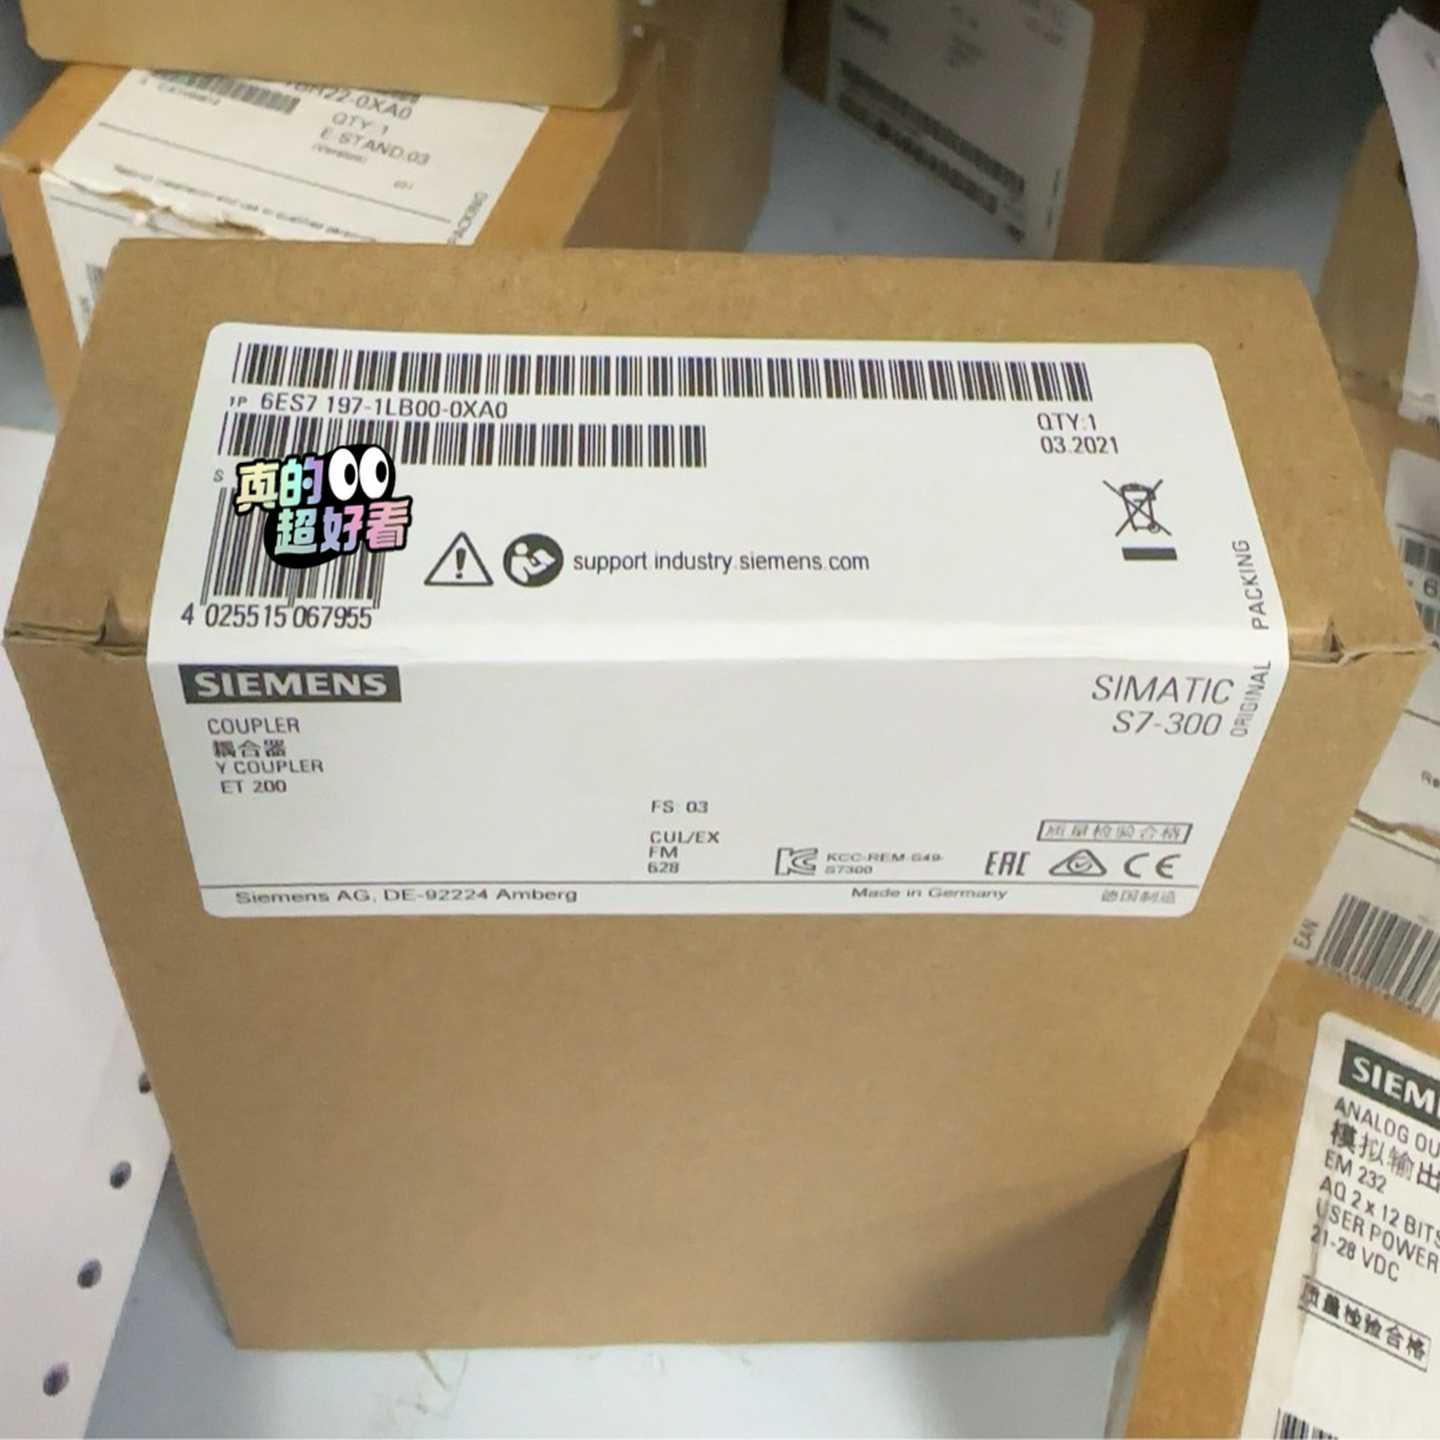 QTY:1
E.STAND.03
(Version)
PACKING
1P 6ES7 197-1LB00-0XA0
QTY:1
03.2021
S
真的
超好看
support.industry.siemens.com
4 025515 067955
ORIGINAL PACKING
SIEMENS
SIMATIC
S7-300
COUPLER
耦合器
Y COUPLER
ET 200
FS: 03
CUL/EX
FM
628
KCC-REM-S49-
S7300
EAC
CE
质量检验合格
Siemens AG, DE-92224 Amberg
Made in Germany
德国制造
EAN
SIEM
ANALOG OU
模拟输出
EM 232
AQ 2 x 12 BITS
USER POWER
21-28 VDC
质量检验合格